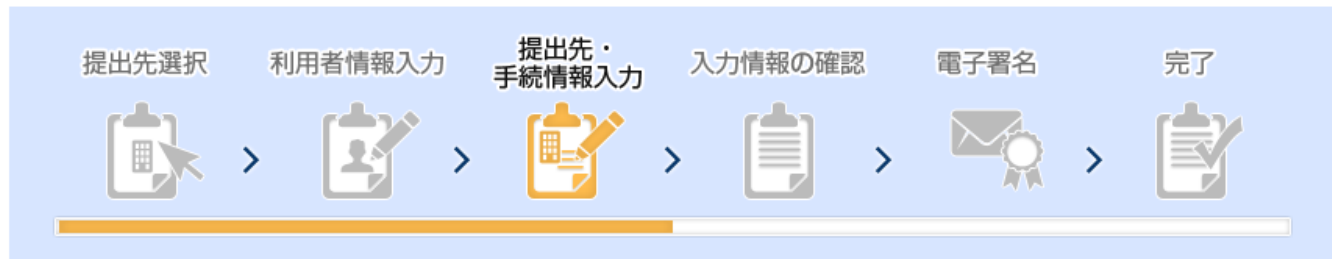 提出先選択
利用者情報入力
提出先・
手続情報入力
入力情報の確認
電子署名
完了